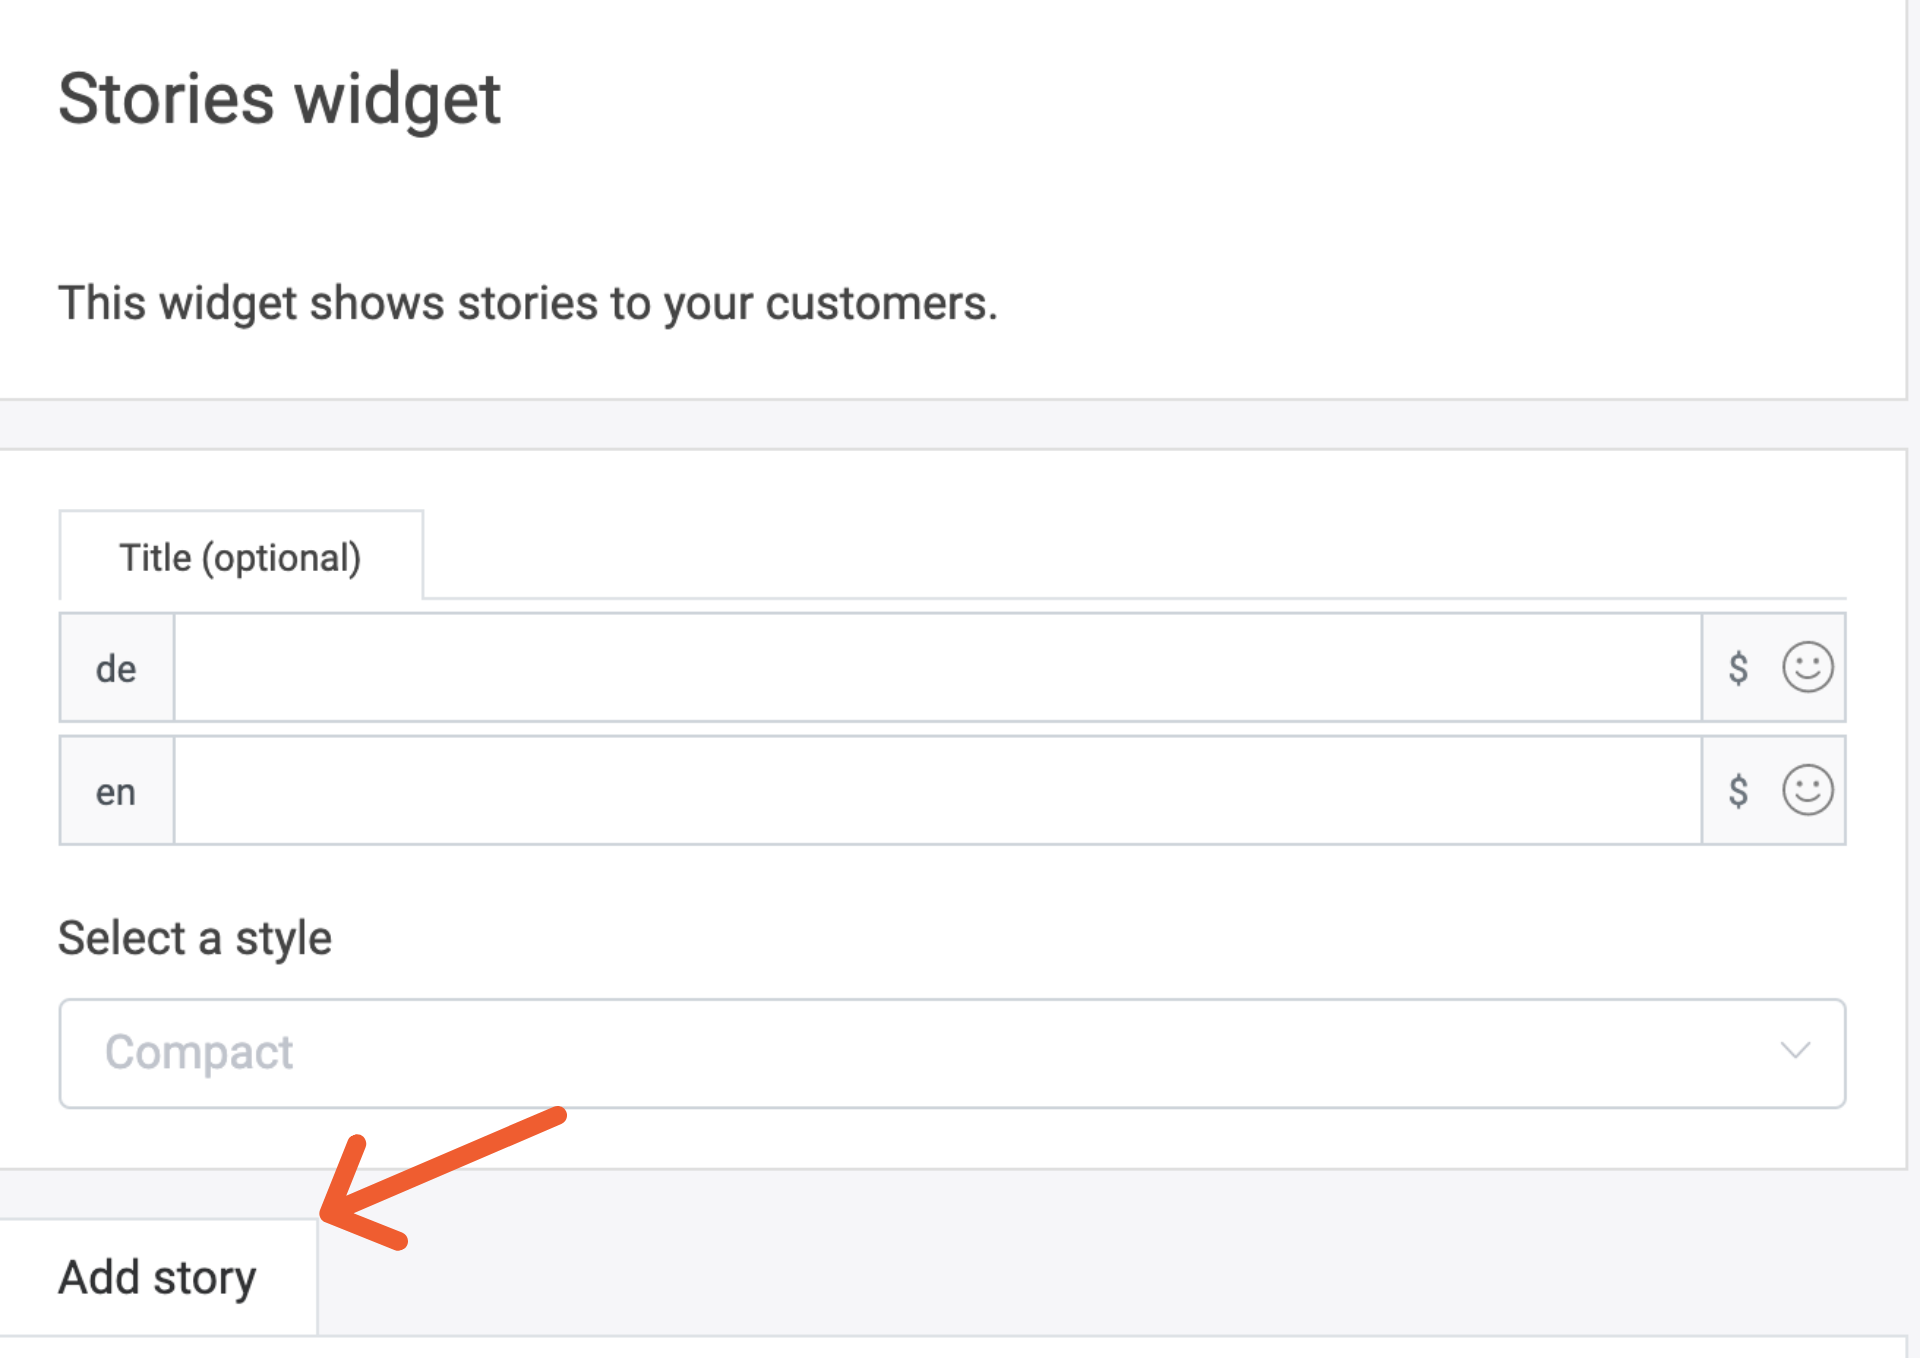 Stories widget
This widget shows stories to your customers.
Title (optional)
de $
en $
Select a style
Compact
Add story